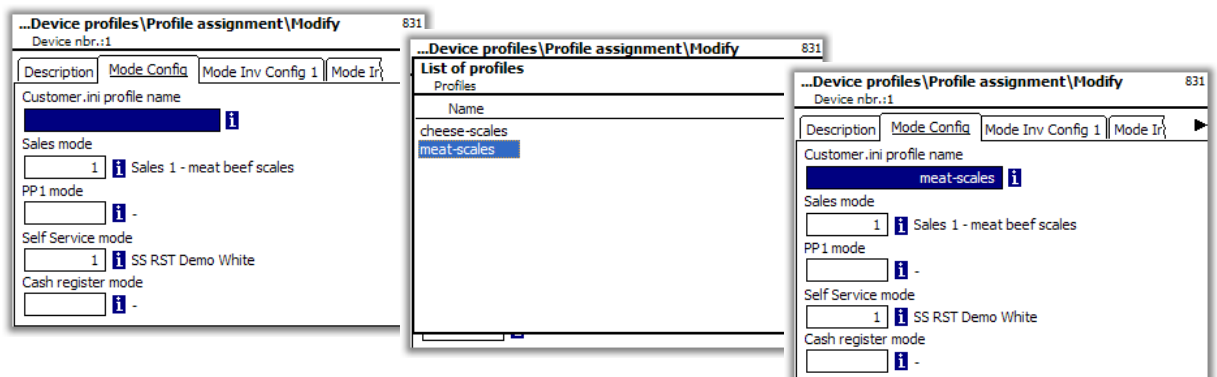 ...Device profiles\Profile assignment\Modify 831
Device nbr.:1
Description Mode Config Mode Inv Config 1 Mode
Customer.ini profile name
i
Sales mode
1 i Sales 1 - meat beef scales
PP1 mode
i -
Self Service mode
1 i SS RST Demo White
Cash register mode
i -
...Device profiles\Profile assignment\Modify 831
List of profiles
Profiles
Name
cheese-scales
meat-scales
...Device profiles\Profile assignment\Modify 831
Device nbr.:1
Description Mode Config Mode Inv Config 1 Mode
Customer.ini profile name
meat-scales i
Sales mode
1 i Sales 1 - meat beef scales
PP1 mode
i -
Self Service mode
1 i SS RST Demo White
Cash register mode
i -